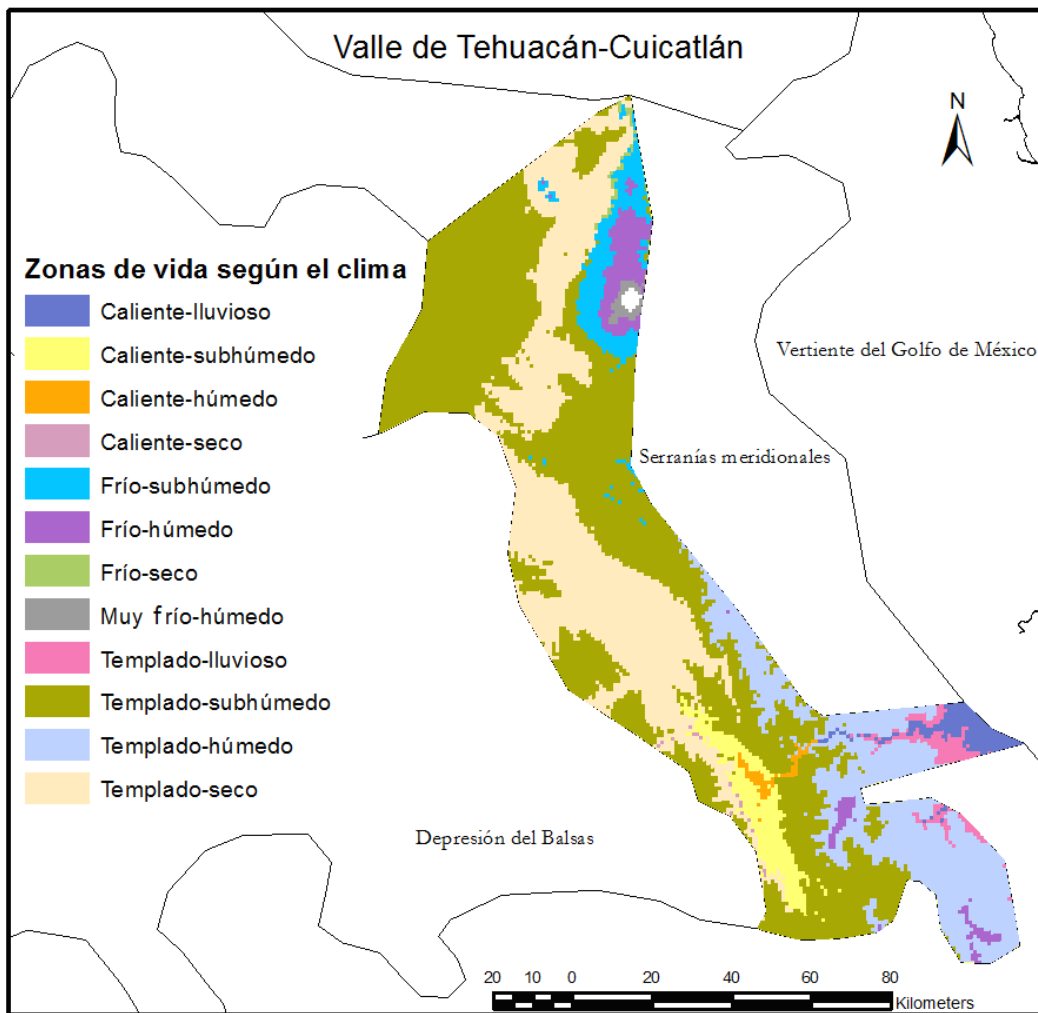 Valle de Tehuacán-Cuicatlán
N
Zonas de vida según el clima
Caliente-lluvioso
Caliente-subhúmedo
Caliente-húmedo
Caliente-seco
Frío-subhúmedo
Frío-húmedo
Frío-seco
Muy frío-húmedo
Templado-lluvioso
Templado-subhúmedo
Templado-húmedo
Templado-seco
Vertiente del Golfo de México
Serranías meridionales
Depresión del Balsas
20 10 0 20 40 60 80
Kilometers